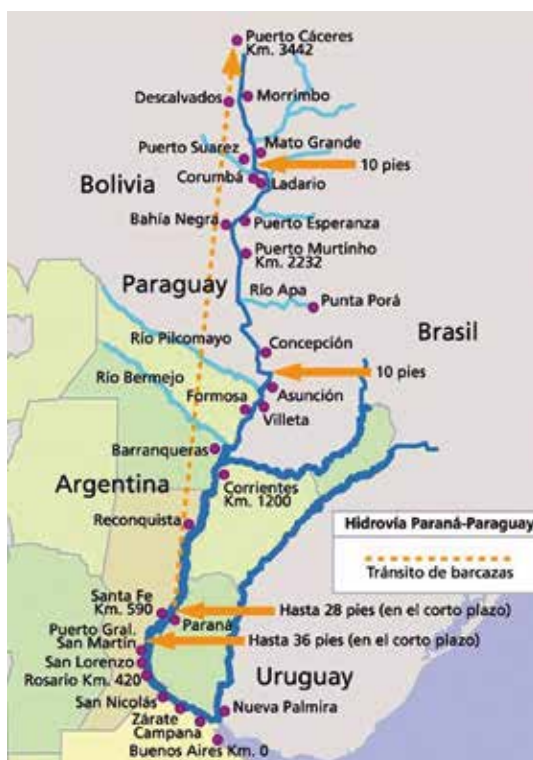 Puerto Cáceres
Km. 3442
Descalvados
Morrimbo
Puerto Suarez
Mato Grande
10 pies
Corumbá
Ladario
Bolivia
Bahía Negra
Puerto Esperanza
Puerto Murtinho
Km. 2232
Paraguay
Río Apa
Punta Porá
Río Pilcomayo
Concepción
Brasil
Río Bermejo
10 pies
Asunción
Formosa
Villeta
Barranqueras
Argentina
Corrientes
Km. 1200
Reconquista
Hidrovía Paraná-Paraguay
Tránsito de barcazas
Santa Fe
Km. 590
Hasta 28 pies (en el corto plazo)
Paraná
Puerto Gral.
San Martín
Hasta 36 pies (en el corto plazo)
San Lorenzo
Rosario Km. 420
Uruguay
San Nicolás
Nueva Palmira
Zárate
Campana
Buenos Aires Km. 0